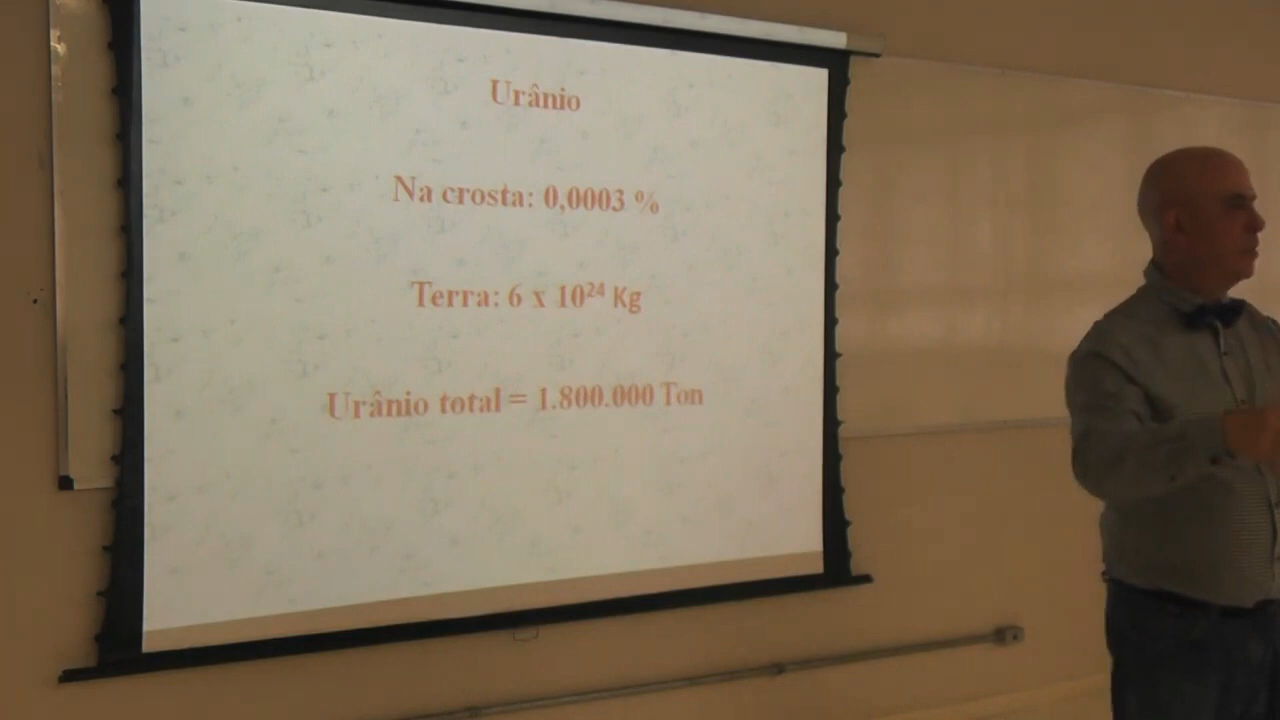 Urânio
Na crosta: 0,0003 %
Terra: 6 x 10²⁴ Kg
Urânio total = 1.800.000 Ton